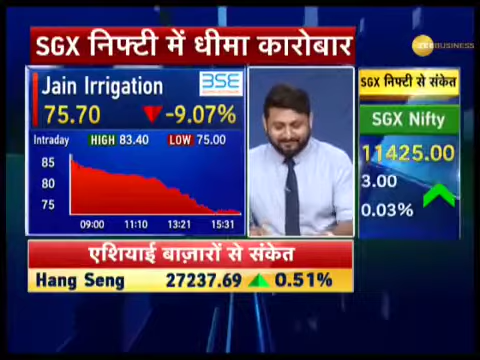 SGX निफ्टी में धीमा कारोबार
ZEE BUSINESS
Jain Irrigation
BSE
75.70 -9.07%
Intraday HIGH 83.40 LOW 75.00
85
80
75
09:00 11:10 13:21 15:31
SGX निफ्टी से संकेत
SGX Nifty
11425.00
3.00
0.03%
एशियाई बाज़ारों से संकेत
Hang Seng 27237.69 0.51%